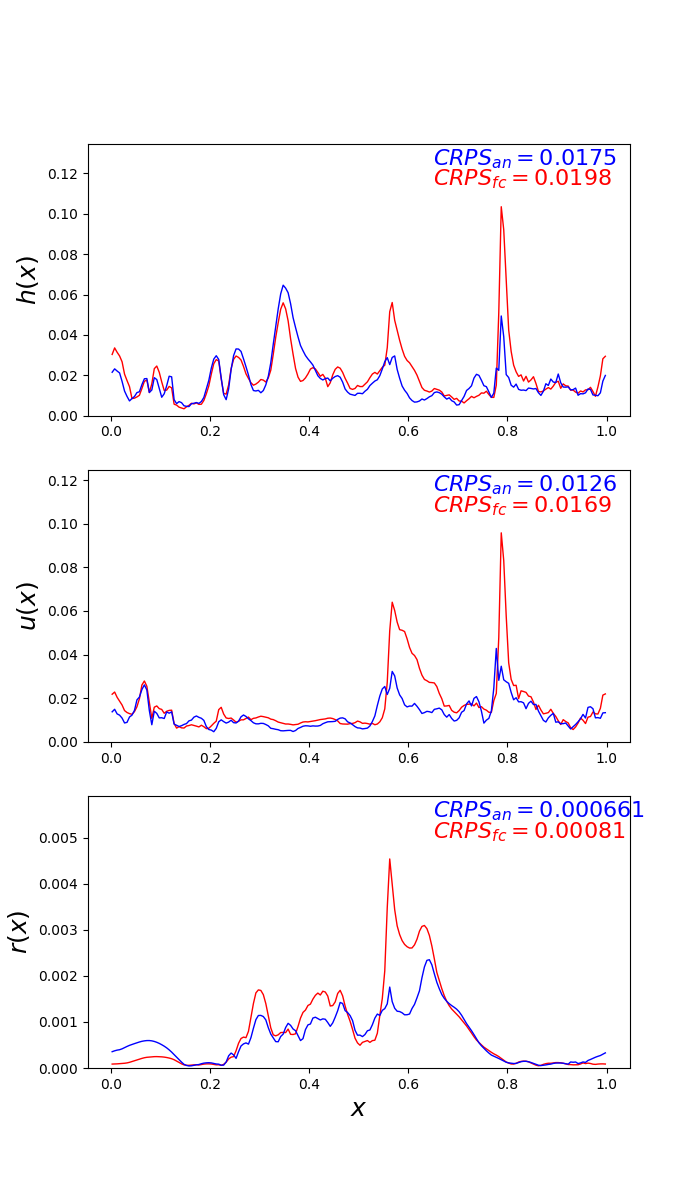 CRPS_an = 0.0175
CRPS_fc = 0.0198
0.12
0.10
0.08
0.06
0.04
0.02
0.00
h(x)
0.0 0.2 0.4 0.6 0.8 1.0
CRPS_an = 0.0126
CRPS_fc = 0.0169
0.12
0.10
0.08
0.06
0.04
0.02
0.00
u(x)
0.0 0.2 0.4 0.6 0.8 1.0
CRPS_an = 0.000661
CRPS_fc = 0.00081
0.005
0.004
0.003
0.002
0.001
0.000
r(x)
0.0 0.2 0.4 0.6 0.8 1.0
x